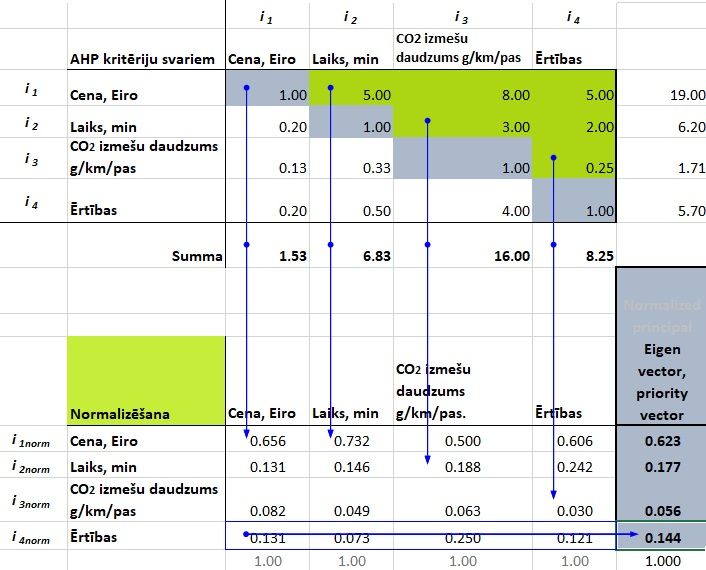 i 1 i 2 i 3 i 4
AHP kritēriju svariem Cena, Eiro Laiks, min CO2 izmešu daudzums g/km/pas Ērtības
i 1 Cena, Eiro 1.00 5.00 8.00 5.00 19.00
i 2 Laiks, min 0.20 1.00 3.00 2.00 6.20
i 3 CO2 izmešu daudzums g/km/pas 0.13 0.33 1.00 0.25 1.71
i 4 Ērtības 0.20 0.50 4.00 1.00 5.70
Summa 1.53 6.83 16.00 8.25
Normalized
principal
Eigen
vector,
priority
vector
Normalizēšana Cena, Eiro Laiks, min CO2 izmešu daudzums g/km/pas. Ērtības
i 1norm Cena, Eiro 0.656 0.732 0.500 0.606 0.623
i 2norm Laiks, min 0.131 0.146 0.188 0.242 0.177
i 3norm CO2 izmešu daudzums g/km/pas 0.082 0.049 0.063 0.030 0.056
i 4norm Ērtības 0.131 0.073 0.250 0.121 0.144
1.00 1.00 1.00 1.00 1.000